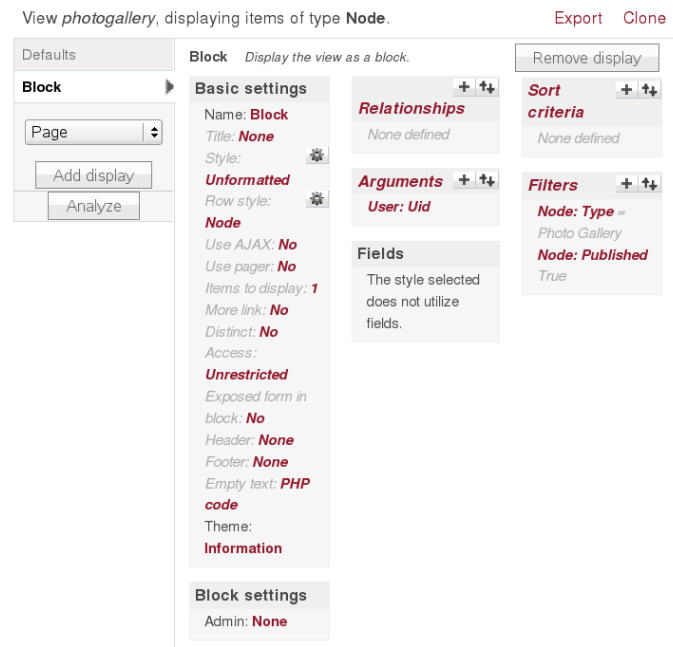 View photogallery, displaying items of type Node.
Export Clone
Defaults
Block
Page
Add display
Analyze
Block Display the view as a block.
Remove display
Basic settings
Name: Block
Title: None
Style:
Unformatted
Row style:
Node
Use AJAX: No
Use pager: No
Items to display: 1
More link: No
Distinct: No
Access:
Unrestricted
Exposed form in
block: No
Header: None
Footer: None
Empty text: PHP
code
Theme:
Information
Block settings
Admin: None
Relationships
None defined
Arguments
User: Uid
Fields
The style selected
does not utilize
fields.
Sort
criteria
None defined
Filters
Node: Type =
Photo Gallery
Node: Published
True